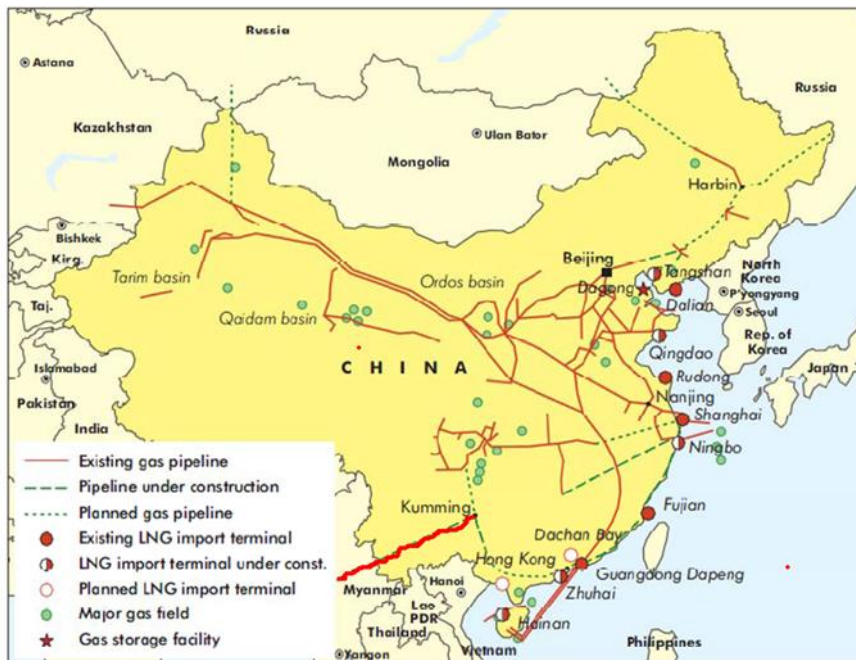 Russia
Astana
Russia
Kazakhstan
Ulan Bator
Mongolia
Harbin
Bishkek
Kirg.
Beijing
Tangshan
North
Korea
Tarim basin
Ordos basin
Dagong
P'yongyang
Taj.
Dalian
Seoul
Qaidam basin
Rep. of
Korea
Qingdao
CHINA
Islamabad
Rudong
Japan
Pakistan
Nanjing
India
Shanghai
Ningbo
Existing gas pipeline
Pipeline under construction
Planned gas pipeline
Existing LNG import terminal
LNG import terminal under const.
Planned LNG import terminal
Major gas field
Gas storage facility
Kumming
Fujian
Dachan Bay
Hong Kong
Guangdong Dapeng
Myanmar
Hanoi
Zhuhai
Lao
PDR
Hainan
Thailand
Yangon
Vietnam
Philippines